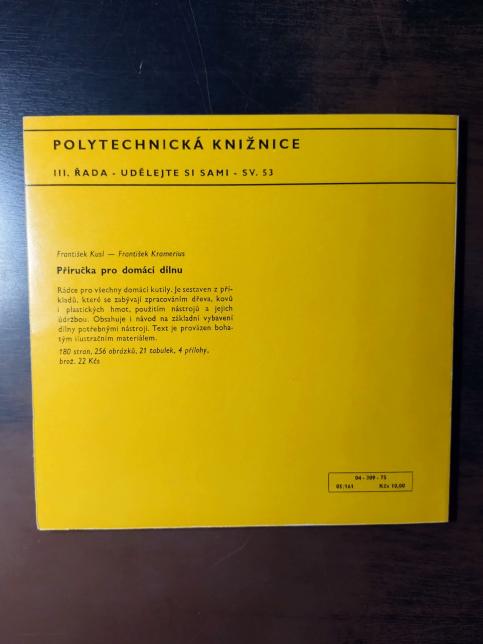 POLYTECHNICKÁ KNIŽNICE
III. ŘADA - UDĚLEJTE SI SAMI - SV. 53
František Kusl — František Kramerius
Příručka pro domácí dílnu
Rádce pro všechny domácí kutily. Je sestaven z pří-
kladů, které se zabývají zpracováním dřeva, kovů
i plastických hmot, použitím nástrojů a jejich
údržbou. Obsahuje i návod na základní vybavení
dílny potřebnými nástroji. Text je provázen boha-
tým ilustračním materiálem.
180 stran, 256 obrázků, 21 tabulek, 4 přílohy,
brož. 22 Kčs
04 - 309 - 75
05/161 Kčs 10,00